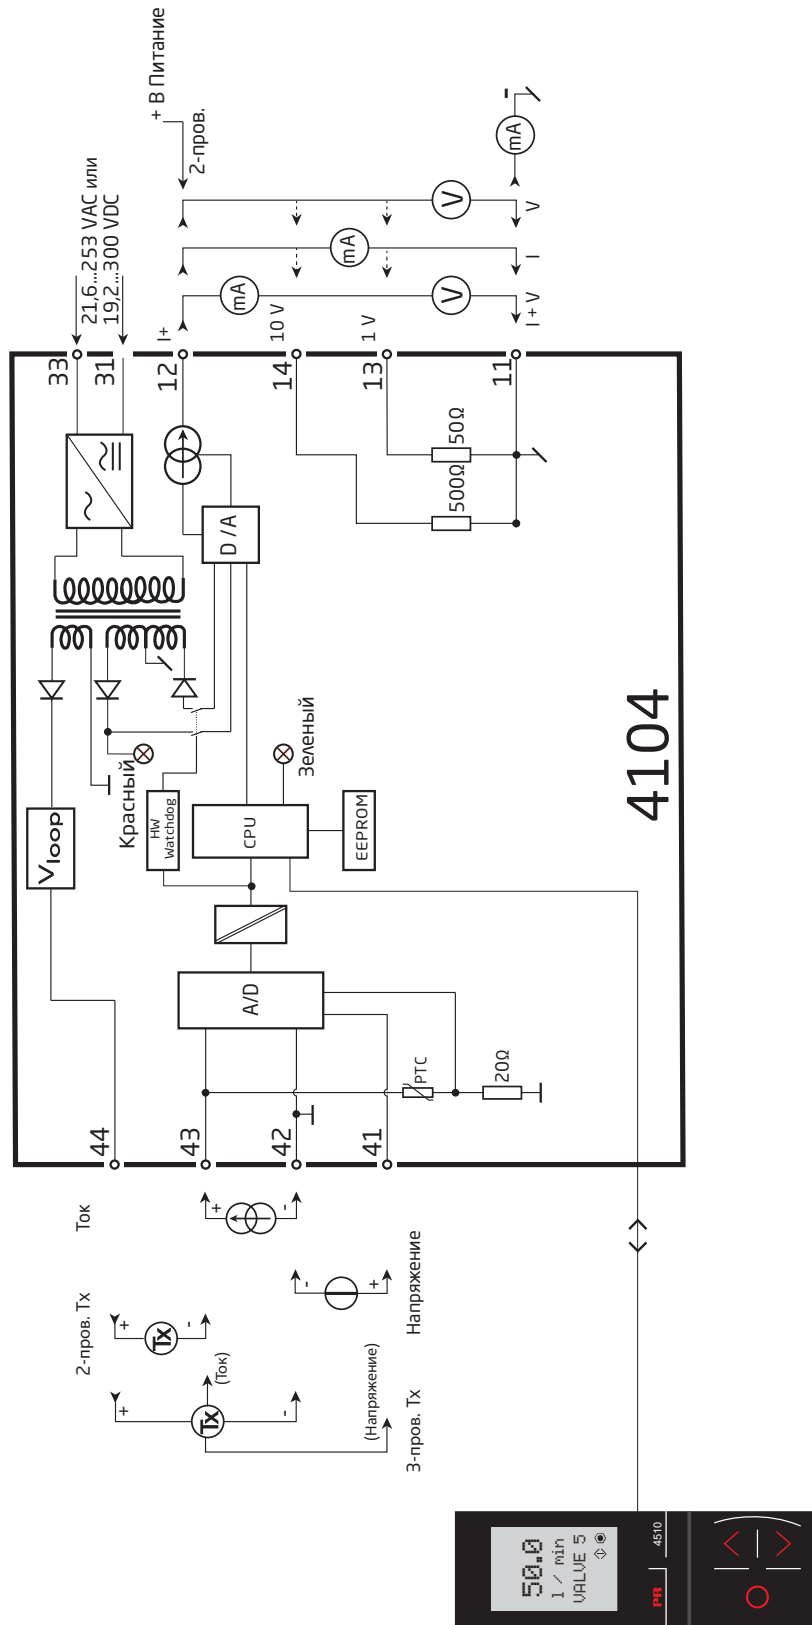 Ток
2-пров. Tx
+
-
Tx
+
-
(Ток)
Tx
+
-
(Напряжение)
3-пров. Tx
-
+
Напряжение
+
-
44
43
42
41
Vloop
Красный
HW
Watchdog
CPU
EEPROM
Зеленый
A/D
PTC
20Ω
D/A
500Ω
50Ω
4104
33
31
12
14
13
11
21,6...253 VAC или
19,2...300 VDC
+ В Питание
2-пров.
I+
10 V
1 V
mA
V
I + V
mA
I
V
V
mA
-
50.0
l / min
VALVE 5
PR
4510